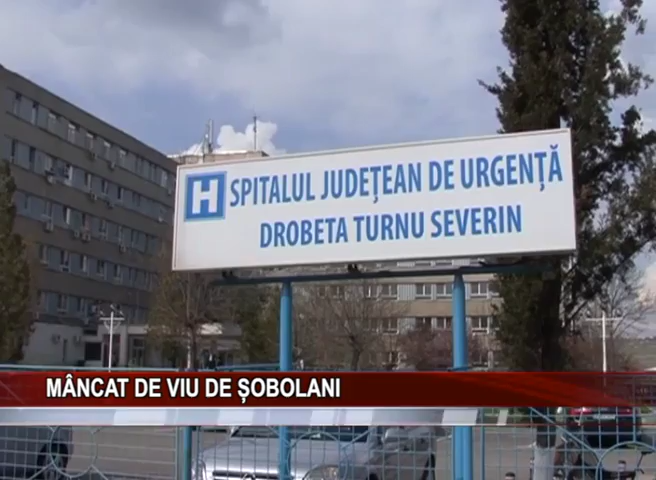 H SPITALUL JUDEȚEAN DE URGENȚĂ
DROBETA TURNU SEVERIN
MÂNCAT DE VIU DE ȘOBOLANI